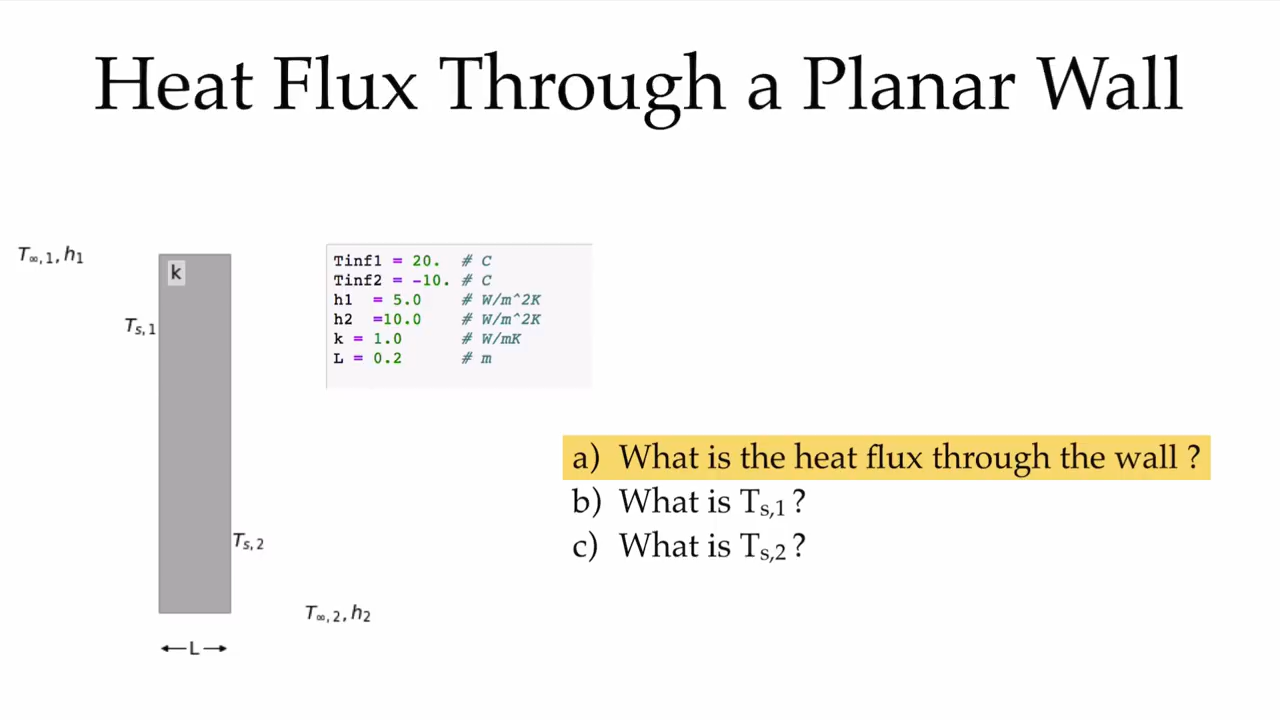 Heat Flux Through a Planar Wall
T∞,1, h1
k
Ts,1
Ts,2
T∞,2, h2
←L→
Tinf1 = 20.  # C
Tinf2 = -10. # C
h1  = 5.0    # W/m^2K
h2  =10.0    # W/m^2K
k = 1.0      # W/mK
L = 0.2      # m
a) What is the heat flux through the wall ?
b) What is Ts,1 ?
c) What is Ts,2 ?